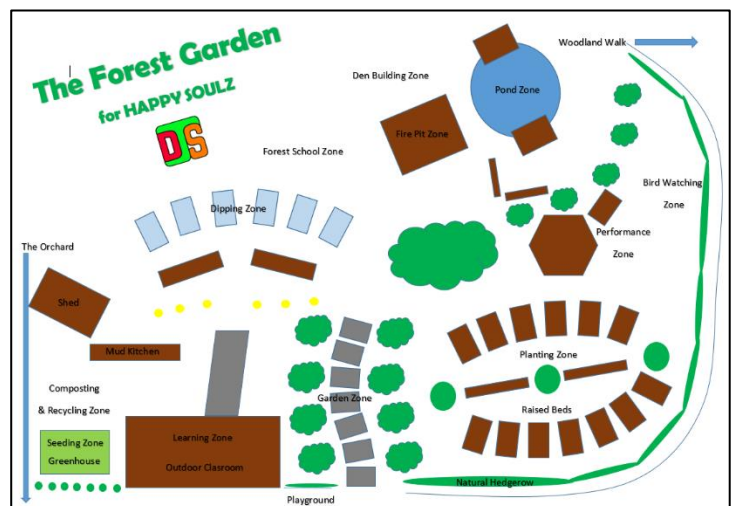 The Forest Garden
for HAPPY SOULZ
DS
Woodland Walk
Den Building Zone
Pond Zone
Fire Pit Zone
Forest School Zone
Bird Watching
Zone
Dipping Zone
Performance
Zone
The Orchard
Shed
Mud Kitchen
Planting Zone
Composting
& Recycling Zone
Garden Zone
Raised Beds
Seeding Zone
Greenhouse
Learning Zone
Outdoor Clasroom
Natural Hedgerow
Playground